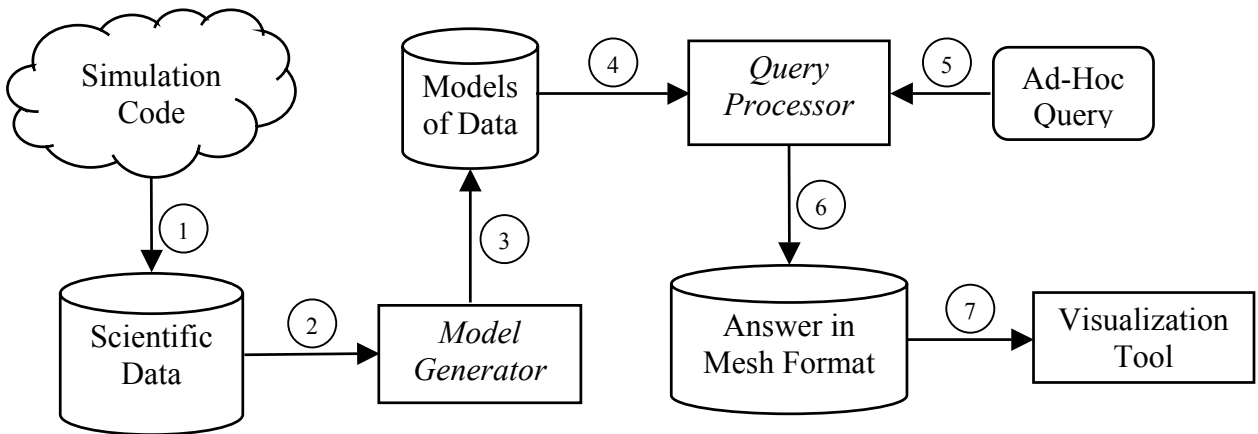 Simulation
Code
1
Scientific
Data
2
Model
Generator
3
Models
of Data
4
Query
Processor
5
Ad-Hoc
Query
6
Answer in
Mesh Format
7
Visualization
Tool